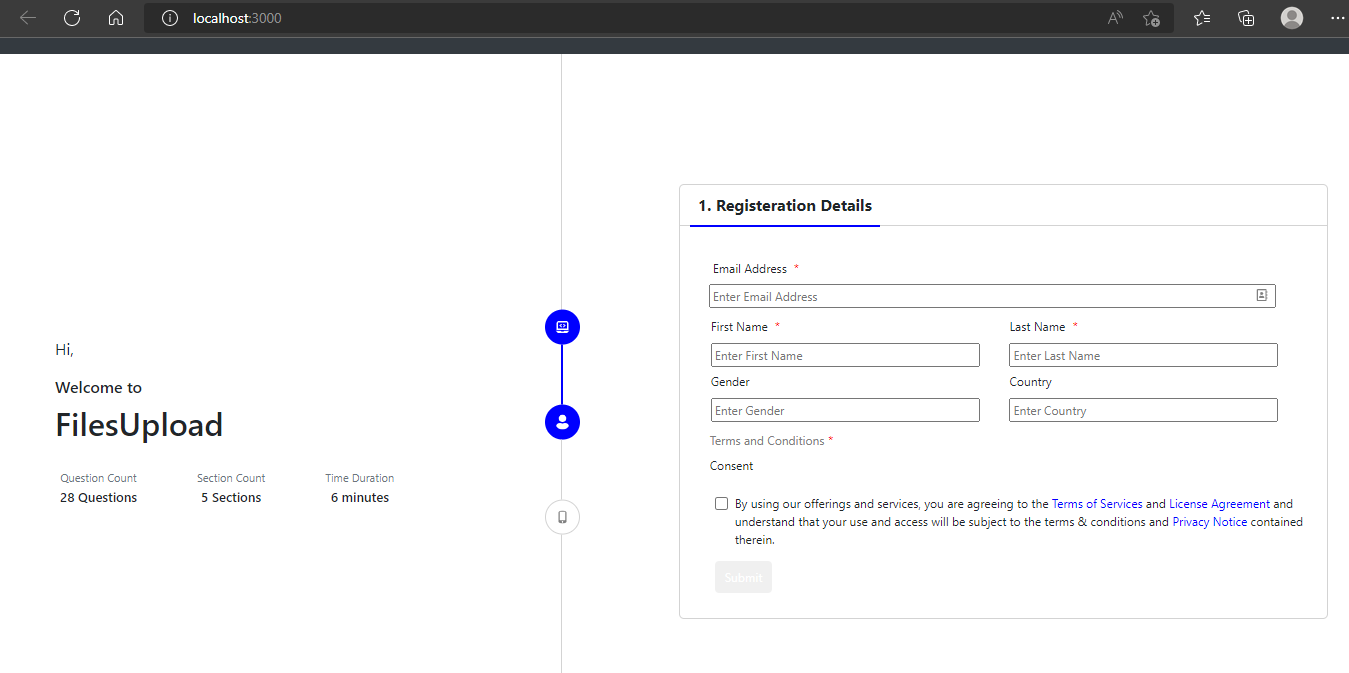 localhost:3000
Hi,
Welcome to
FilesUpload
Question Count Section Count Time Duration
28 Questions 5 Sections 6 minutes
1. Registeration Details
Email Address *
Enter Email Address
First Name * Last Name *
Enter First Name Enter Last Name
Gender Country
Enter Gender Enter Country
Terms and Conditions *
Consent
By using our offerings and services, you are agreeing to the Terms of Services and License Agreement and
understand that your use and access will be subject to the terms & conditions and Privacy Notice contained
therein.
Submit